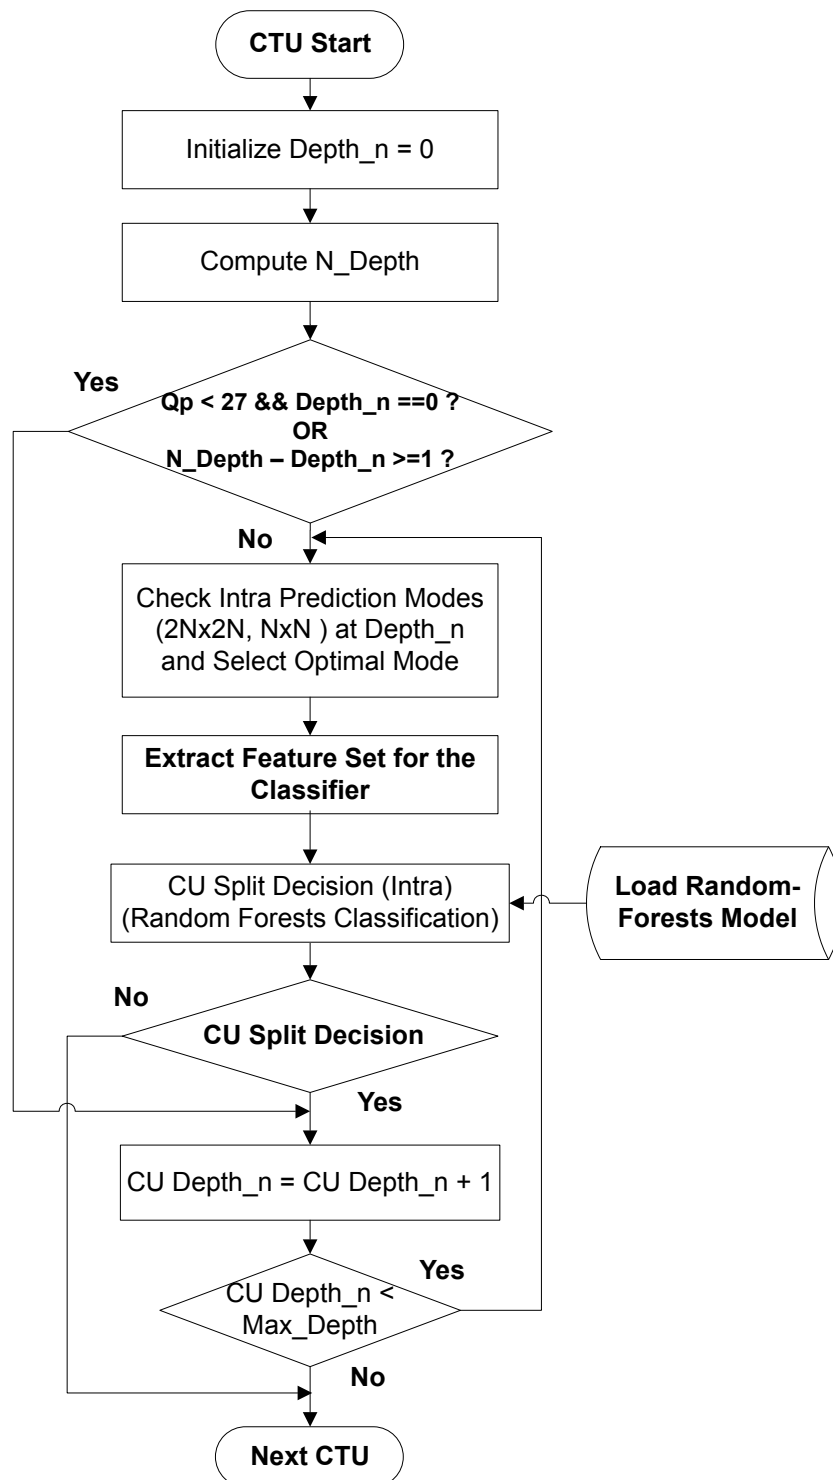 CTU Start
Initialize Depth_n = 0
Compute N_Depth
Yes
Qp < 27 && Depth_n ==0 ?
OR
N_Depth – Depth_n >=1 ?
No
Check Intra Prediction Modes
(2Nx2N, NxN ) at Depth_n
and Select Optimal Mode
Extract Feature Set for the
Classifier
CU Split Decision (Intra)
(Random Forests Classification)
Load Random-
Forests Model
No
CU Split Decision
Yes
CU Depth_n = CU Depth_n + 1
Yes
CU Depth_n <
Max_Depth
No
Next CTU